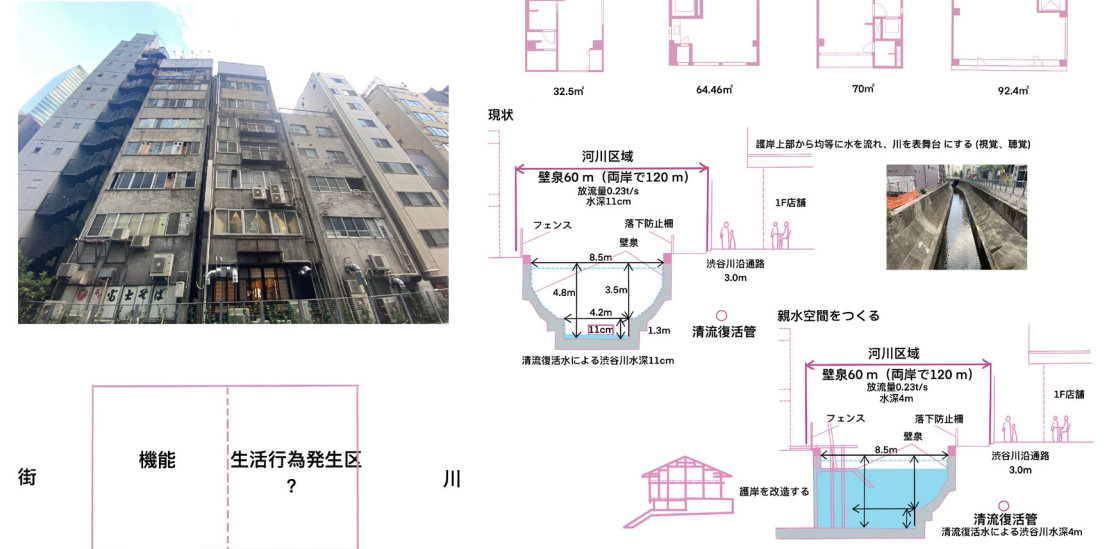 32.5㎡
64.46㎡
70㎡
92.4㎡
現状
護岸上部から均等に水を流れ、川を表舞台 にする (視覚、聴覚)
河川区域
壁泉60 m（両岸で120 m）
放流量0.23t/s
水深11cm
1F店舗
フェンス
落下防止柵
壁泉
8.5m
渋谷川沿通路
3.0m
4.8m
3.5m
4.2m
11cm
1.3m
清流復活管
清流復活水による渋谷川水深11cm
富士そば
親水空間をつくる
河川区域
壁泉60 m（両岸で120 m）
放流量0.23t/s
水深4m
1F店舗
フェンス
落下防止柵
壁泉
8.5m
渋谷川沿通路
3.0m
護岸を改造する
清流復活管
清流復活水による渋谷川水深4m
街
機能
生活行為発生区
?
川